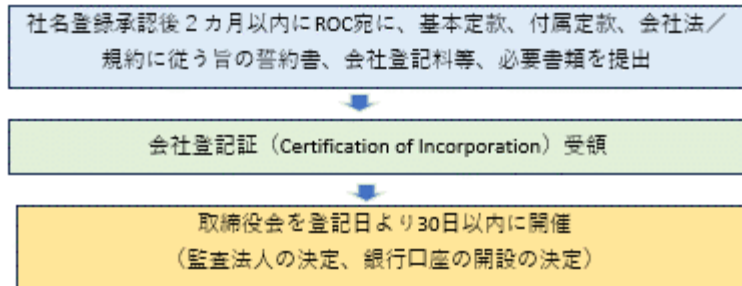 社名登録承認後２カ月以内にROC宛に、基本定款、付属定款、会社法／
規約に従う旨の誓約書、会社登記料等、必要書類を提出
会社登記証（Certification of Incorporation）受領
取締役会を登記日より30日以内に開催
（監査法人の決定、銀行口座の開設の決定）